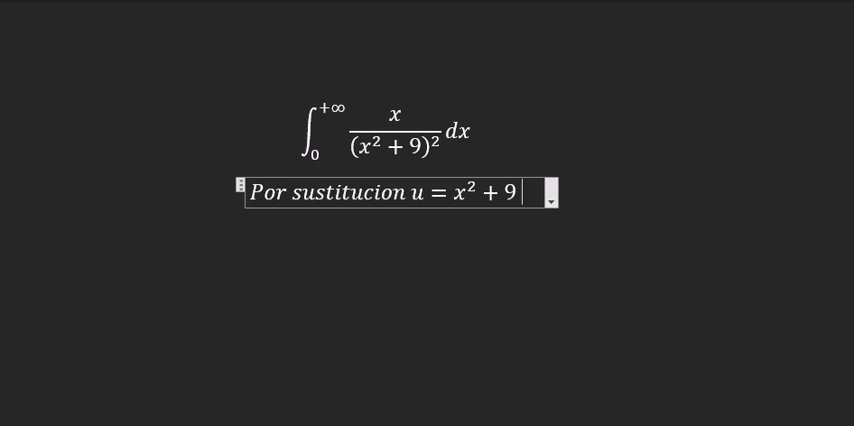 ∫₀^{+∞} x/(x² + 9)² dx
Por sustitucion u = x² + 9